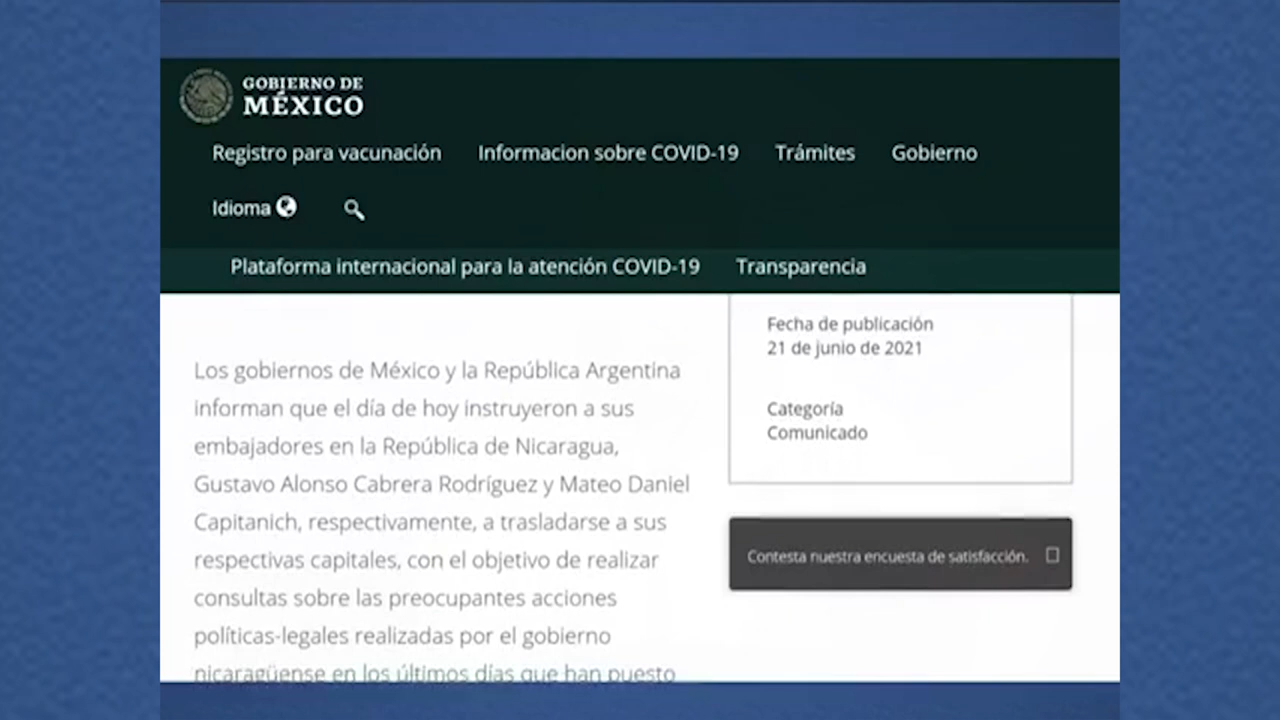 GOBIERNO DE
MÉXICO
Registro para vacunación
Informacion sobre COVID-19
Trámites
Gobierno
Idioma
Plataforma internacional para la atención COVID-19
Transparencia
Los gobiernos de México y la República Argentina
informan que el día de hoy instruyeron a sus
embajadores en la República de Nicaragua,
Gustavo Alonso Cabrera Rodríguez y Mateo Daniel
Capitanich, respectivamente, a trasladarse a sus
respectivas capitales, con el objetivo de realizar
consultas sobre las preocupantes acciones
políticas-legales realizadas por el gobierno
nicaragüense en los últimos días que han puesto
Fecha de publicación
21 de junio de 2021
Categoría
Comunicado
Contesta nuestra encuesta de satisfacción.